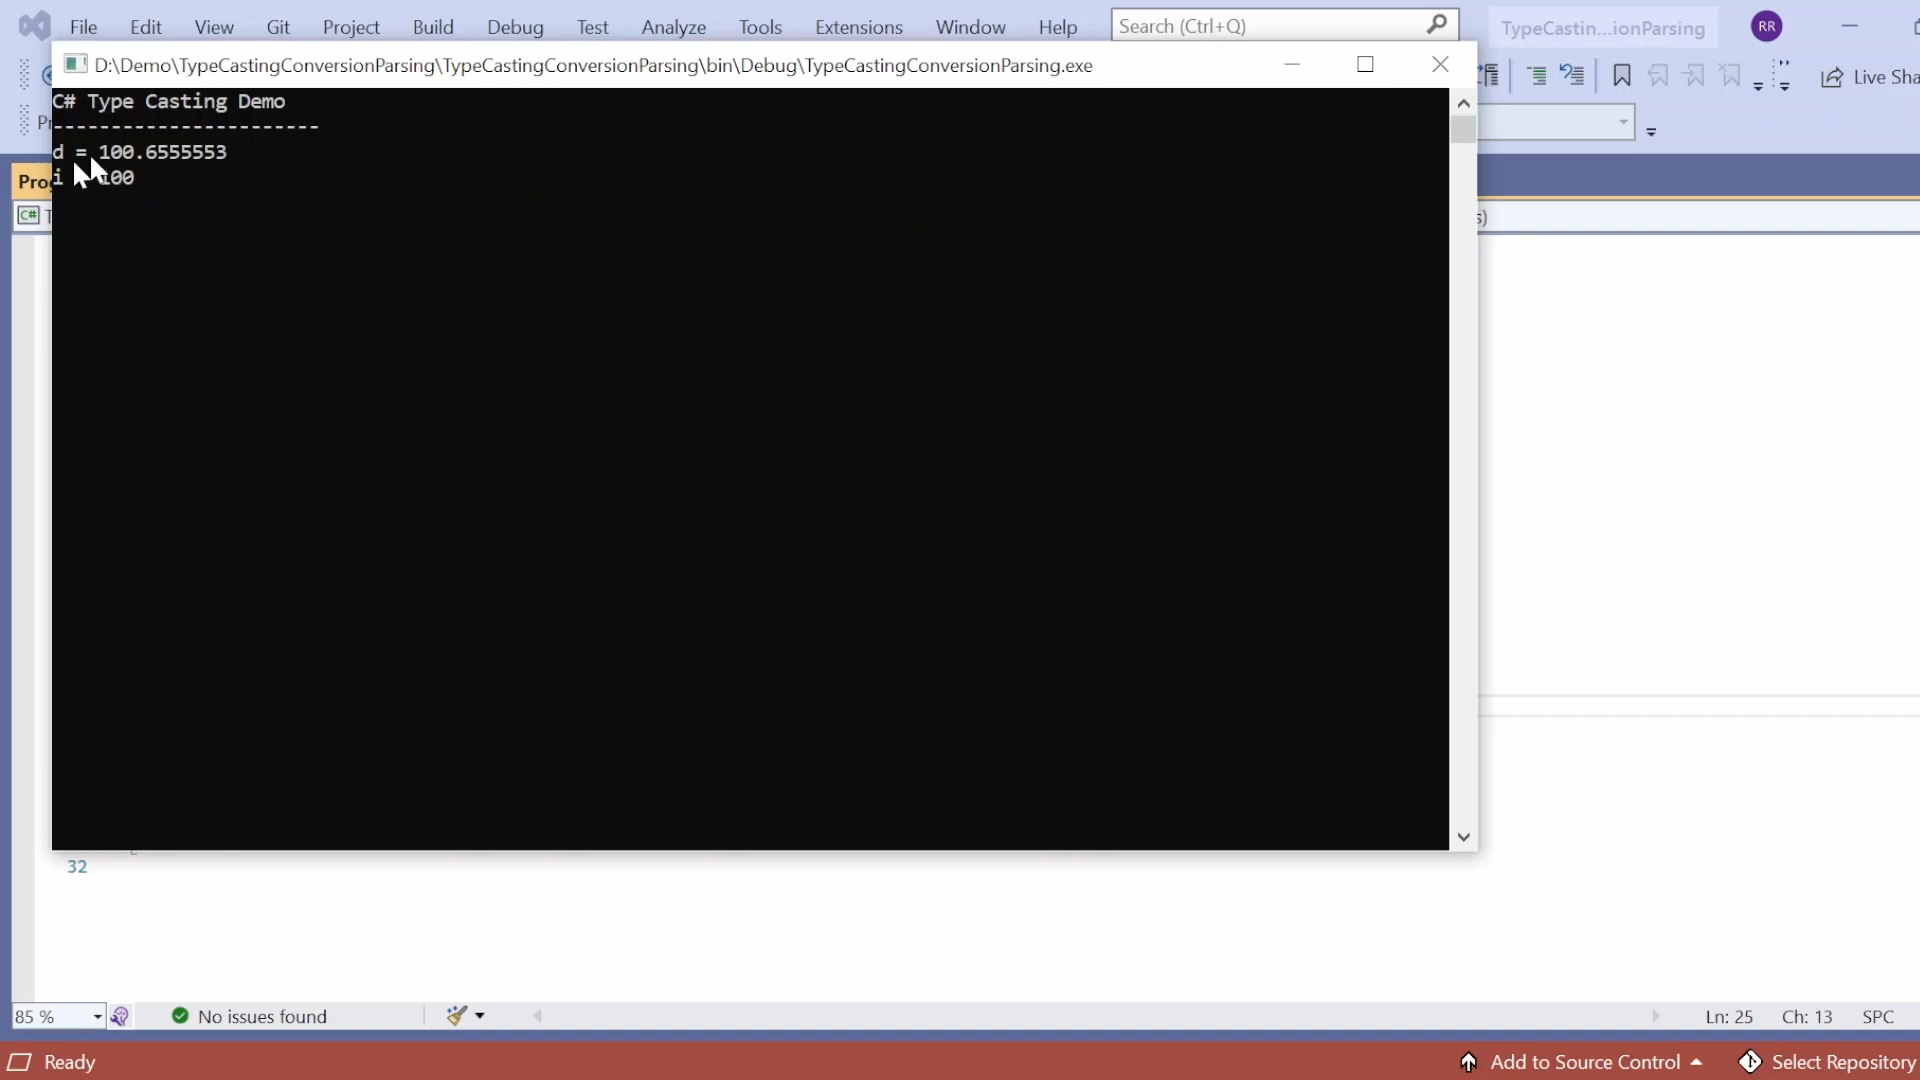 File Edit View Git Project Build Debug Test Analyze Tools Extensions Window Help Search (Ctrl+Q) TypeCastin...ionParsing RR
D:\Demo\TypeCastingConversionParsing\TypeCastingConversionParsing\bin\Debug\TypeCastingConversionParsing.exe
Live Sha
C# Type Casting Demo
-----------------------
d = 100.6555553
i 100
Prog
C# T
s)
32
85 % No issues found Ln: 25 Ch: 13 SPC
Ready Add to Source Control Select Repository